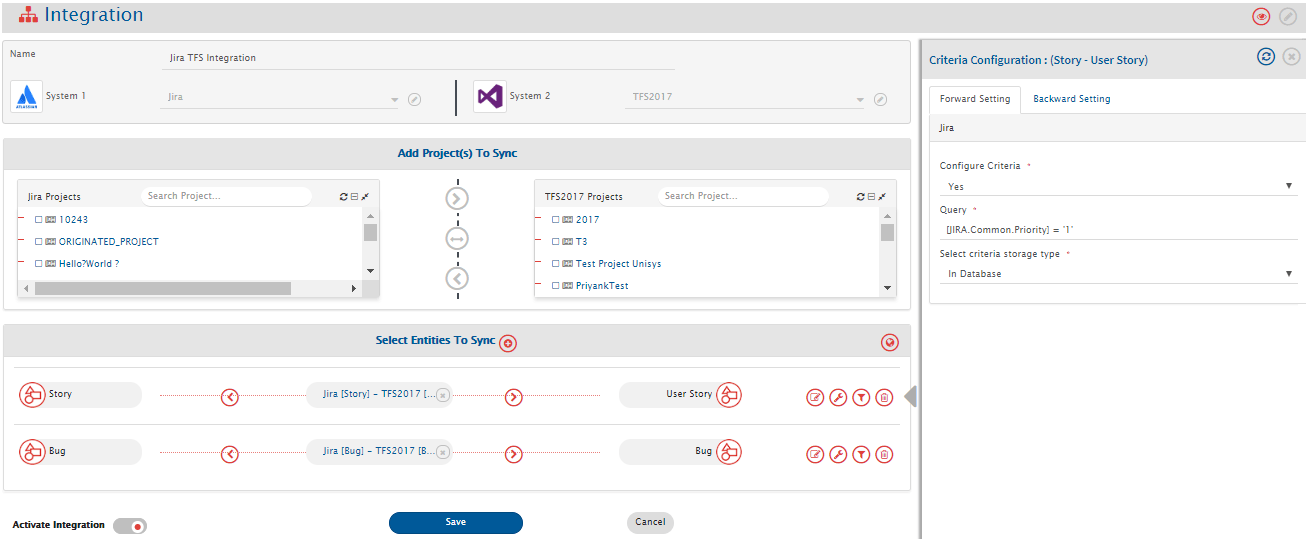 Integration
Name
Jira TFS Integration
ATLASSIAN
System 1
Jira
System 2
TFS2017
Add Project(s) To Sync
Jira Projects
Search Project...
10243
ORIGINATED_PROJECT
Hello?World ?
TFS2017 Projects
Search Project...
2017
T3
Test Project Unisys
PriyankTest
Select Entities To Sync
Story
Jira [Story] - TFS2017 [...
User Story
Bug
Jira [Bug] - TFS2017 [B...
Bug
Activate Integration
Save
Cancel
Criteria Configuration : (Story - User Story)
Forward Setting
Backward Setting
Jira
Configure Criteria *
Yes
Query *
[JIRA.Common.Priority] = '1'
Select criteria storage type *
In Database